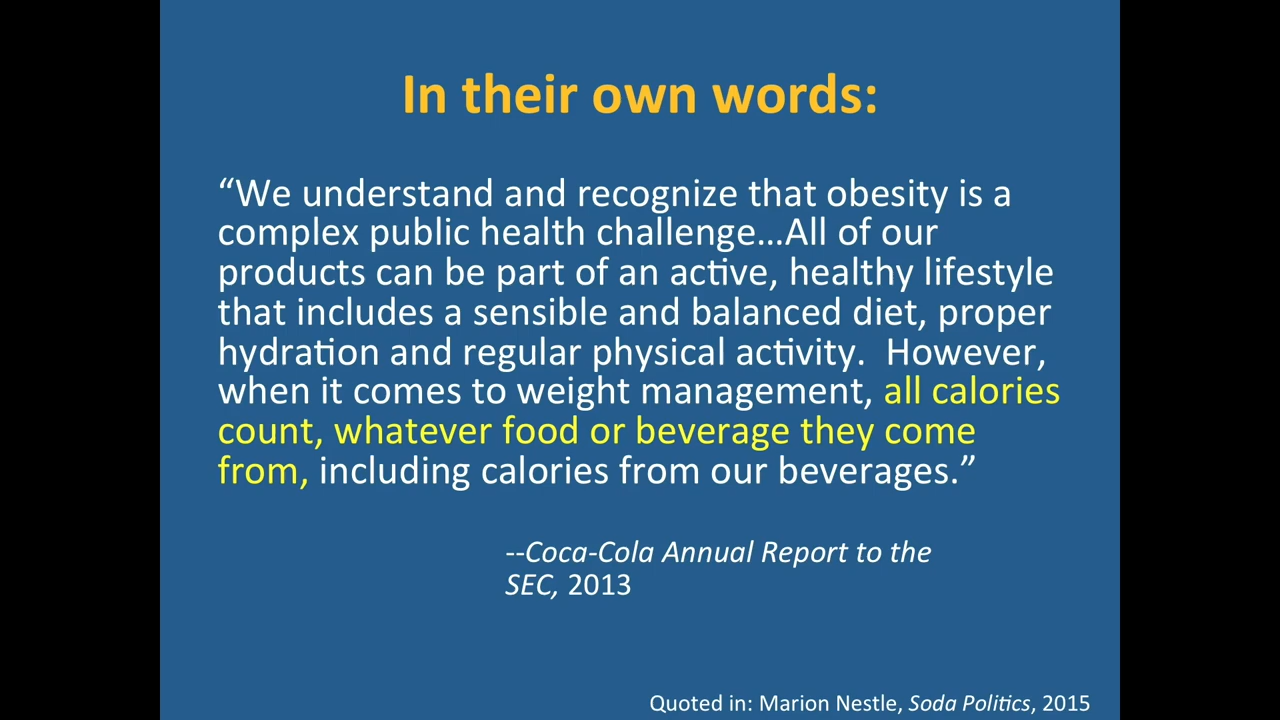 In their own words:
“We understand and recognize that obesity is a
complex public health challenge…All of our
products can be part of an active, healthy lifestyle
that includes a sensible and balanced diet, proper
hydration and regular physical activity.  However,
when it comes to weight management, all calories
count, whatever food or beverage they come
from, including calories from our beverages.”
--Coca-Cola Annual Report to the
SEC, 2013
Quoted in: Marion Nestle, Soda Politics, 2015